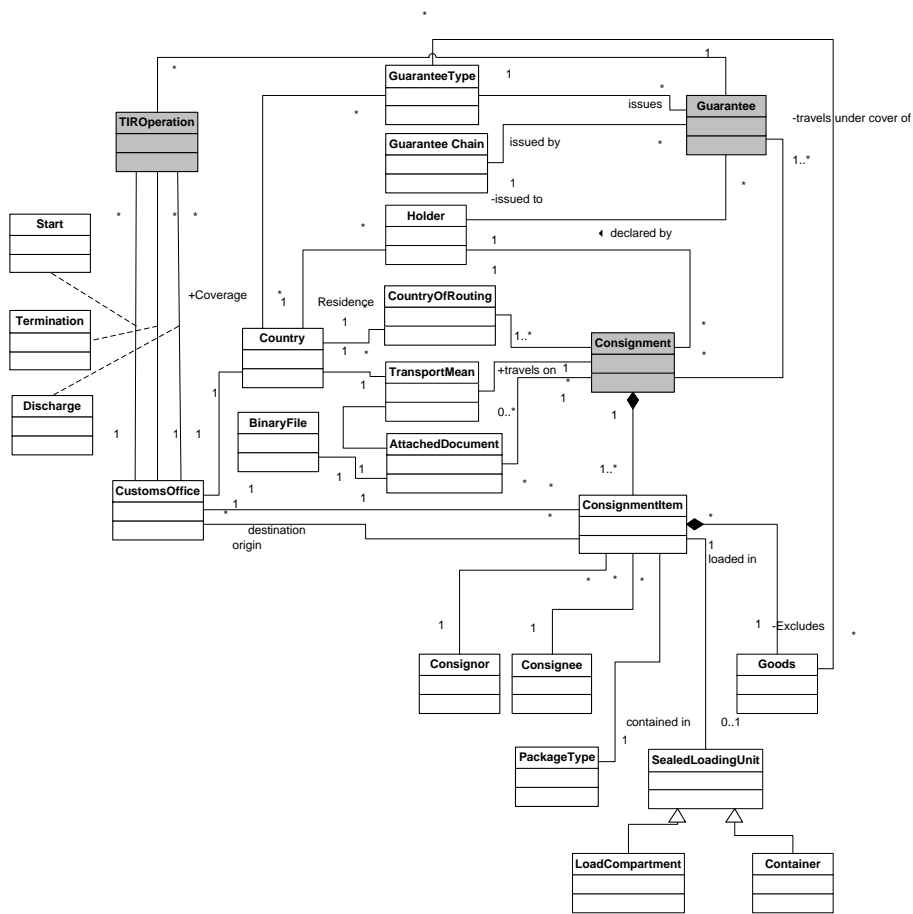 *
1
*
GuaranteeType
1
*
issues
Guarantee
-travels under cover of
TIROperation
*
Guarantee Chain
issued by
*
1..*
1
-issued to
*
* * *
Holder
*
declared by
1
Start
1
+Coverage
Residence
CountryOfRouting
*
1
1
1..*
*
Termination
Country
1
*
Consignment
*
TransportMean
+travels on
1
*
1
1
1
Discharge
BinaryFile
0..*
1
AttachedDocument
1 1 1
1
1
1..*
CustomsOffice
1
1
1
*
*
ConsignmentItem
*
*
*
destination
origin
1
loaded in
* * *
1
1
1
-Excludes
*
Consignor
Consignee
Goods
contained in
0..1
1
PackageType
SealedLoadingUnit
LoadCompartment
Container